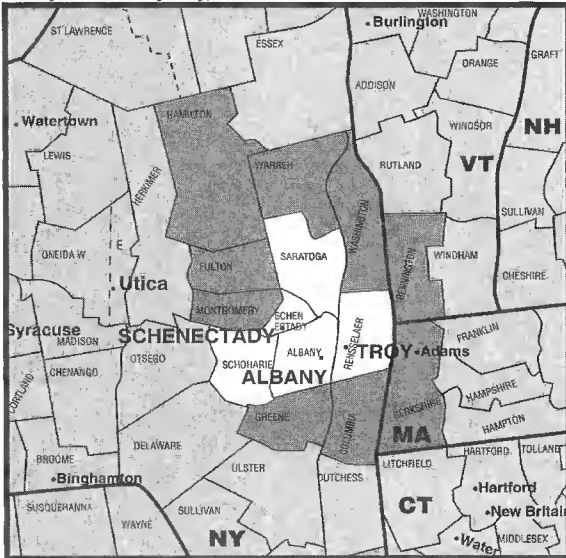 WASHINGTON
Burlington
ST LAWRENCE
ESSEX
ORANGE
GRAFT
ADDISON
HAMILTON
Watertown
WINDSOR
NH
LEWIS
HERKIMER
WARREN
RUTLAND
VT
WASHINGTON
SULLIVAN
ONEIDA W
E
SARATOGA
BENNINGTON
WINDHAM
FULTON
CHESHIRE
Utica
MONTGOMERY
SCHEN
ECTADY
Syracuse
SCHENECTADY
RENSSELAER
TROY
Adams
FRANKLIN
MADISON
OTSEGO
ALBANY
CORTLAND
CHENANGO
SCHOHARIE
ALBANY
HAMPSHIRE
BERKSHIRE
GREENE
COLUMBIA
MA
HAMPTON
DELAWARE
BROOME
ULSTER
DUTCHESS
LITCHFIELD
HARTFORD
TOLLAND
Binghamton
Hartford
SUSQUEHANNA
SULLIVAN
CT
New Britain
WAYNE
NY
Water
MIDDLESEX